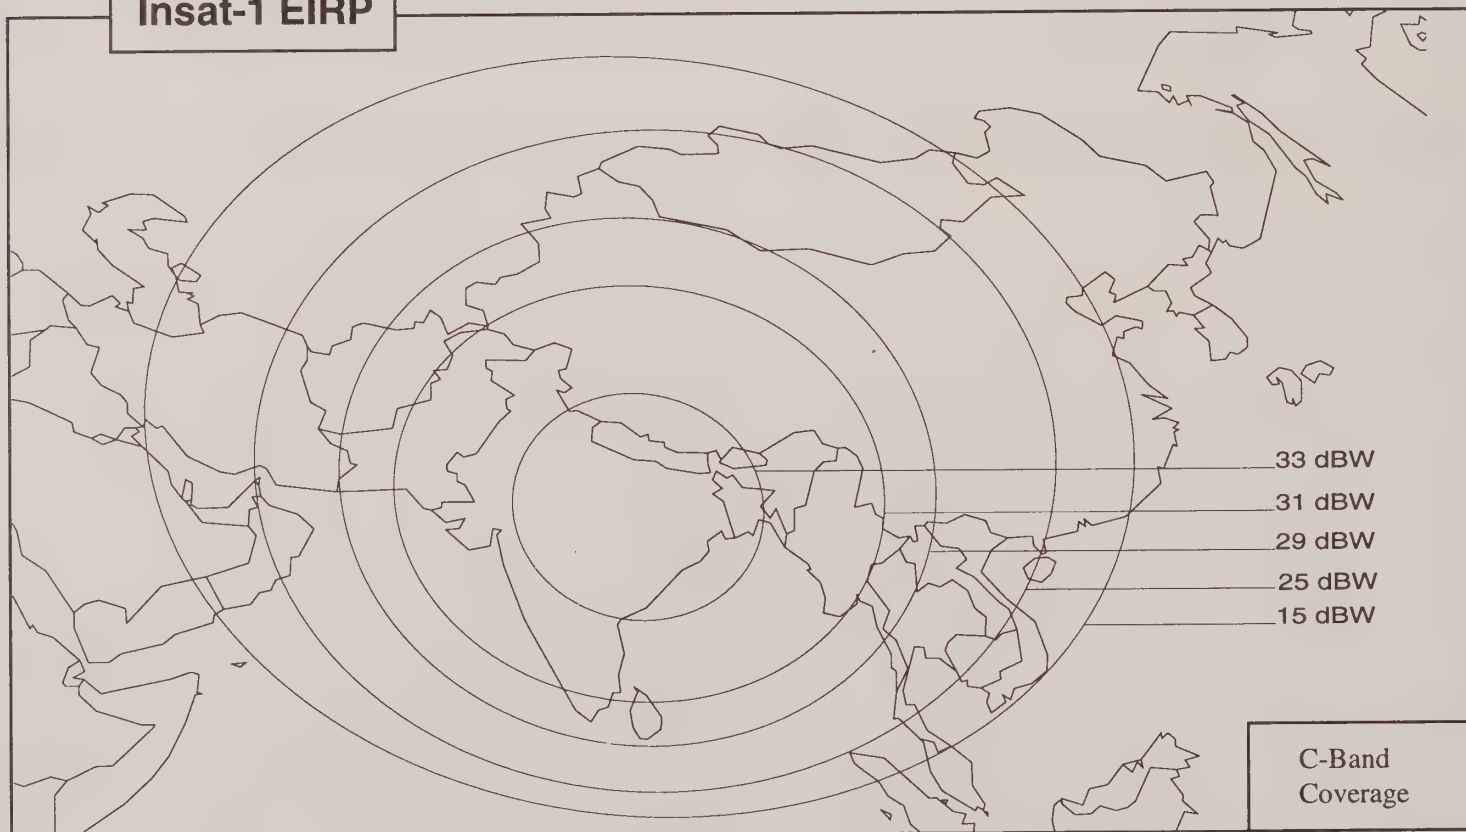 Insat-1 EIRP
33 dBW
31 dBW
29 dBW
25 dBW
15 dBW
C-Band
Coverage